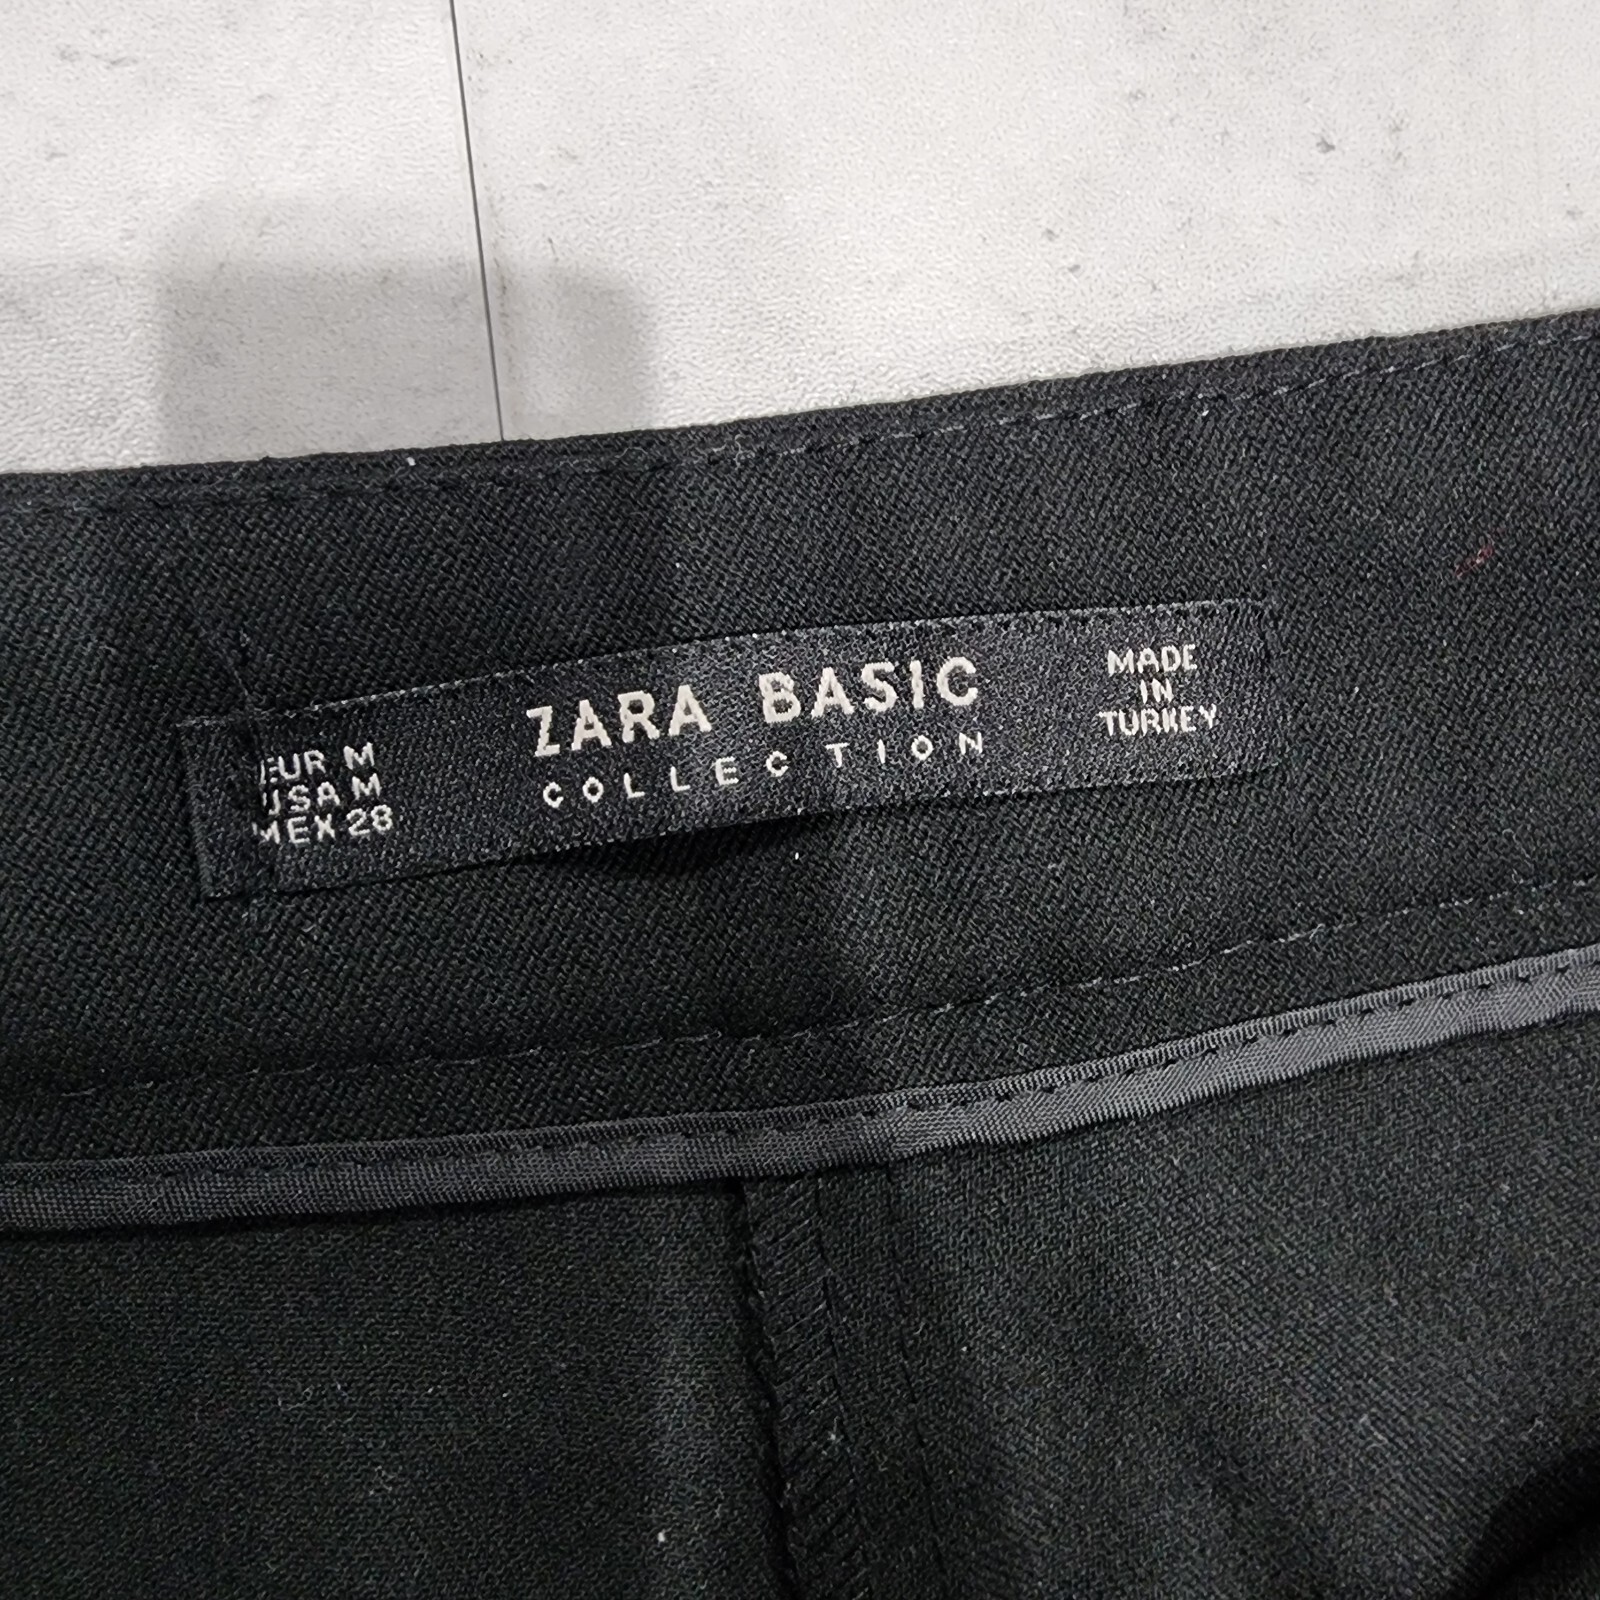 EUR M
USA M
MEX 28
ZARA BASIC
COLLECTION
MADE
IN
TURKEY